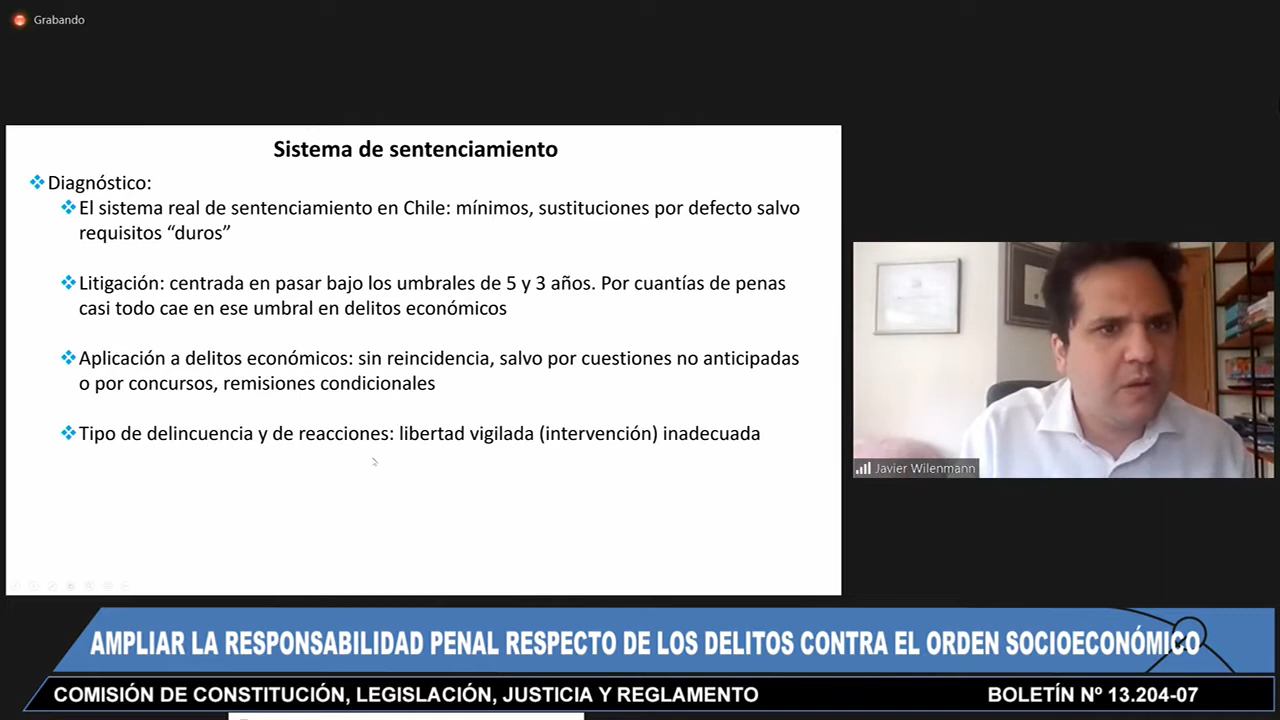 Grabando
Sistema de sentenciamiento
Diagnóstico:
El sistema real de sentenciamiento en Chile: mínimos, sustituciones por defecto salvo
requisitos “duros”
Litigación: centrada en pasar bajo los umbrales de 5 y 3 años. Por cuantías de penas
casi todo cae en ese umbral en delitos económicos
Aplicación a delitos económicos: sin reincidencia, salvo por cuestiones no anticipadas
o por concursos, remisiones condicionales
Tipo de delincuencia y de reacciones: libertad vigilada (intervención) inadecuada
Javier Wilenmann
AMPLIAR LA RESPONSABILIDAD PENAL RESPECTO DE LOS DELITOS CONTRA EL ORDEN SOCIOECONÓMICO
COMISIÓN DE CONSTITUCIÓN, LEGISLACIÓN, JUSTICIA Y REGLAMENTO
BOLETÍN Nº 13.204-07